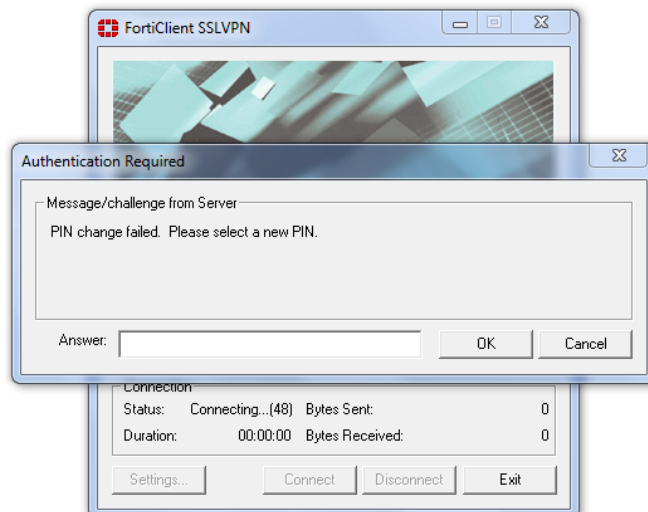 FortiClient SSLVPN
Authentication Required
Message/challenge from Server
PIN change failed.  Please select a new PIN.
Answer:
OK
Cancel
Connection
Status: Connecting...(48) Bytes Sent: 0
Duration: 00:00:00 Bytes Received: 0
Settings... Connect Disconnect Exit